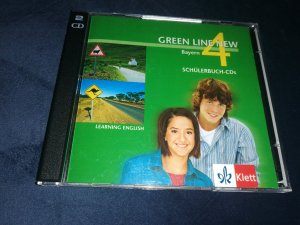 2
CD
GREEN LINE NEW
Bayern
4
SCHÜLERBUCH-CDs
LEARNING ENGLISH
Klett